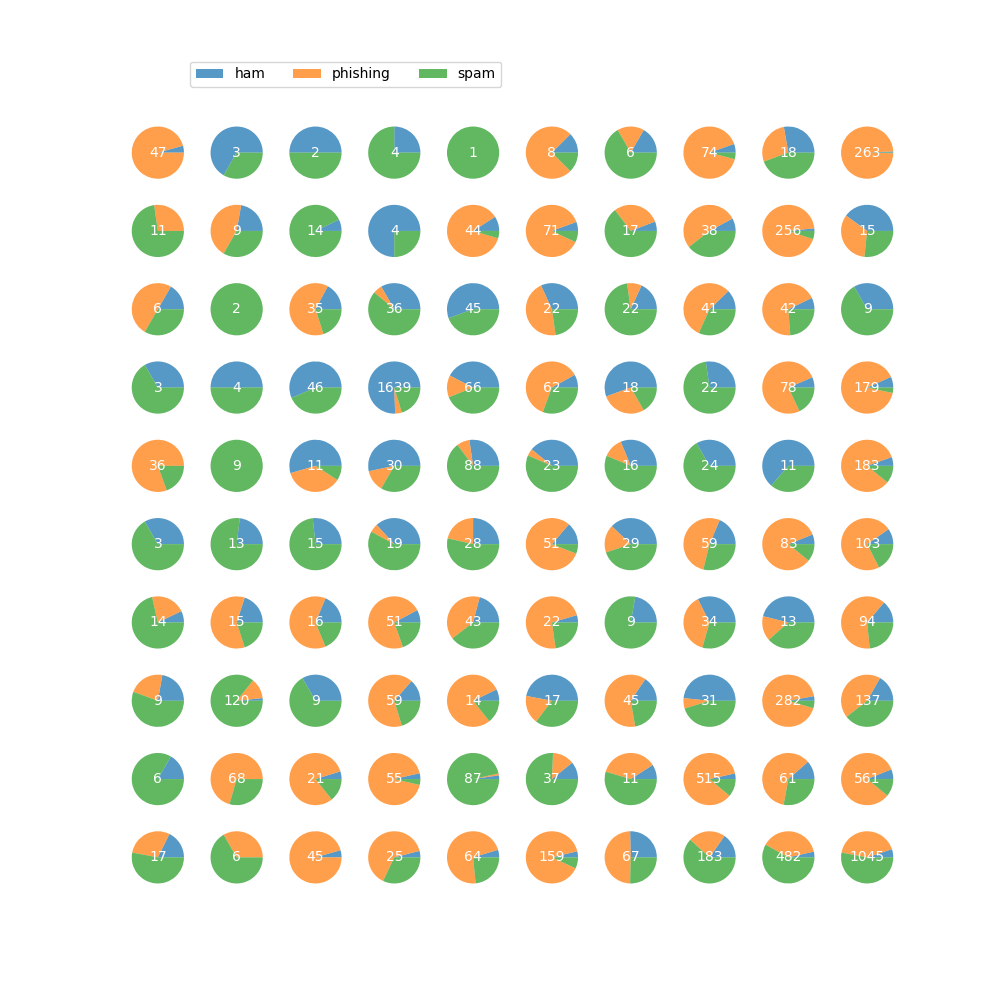 ham phishing spam
47 3 2 4 1 8 6 74 18 263
11 9 14 4 44 71 17 38 256 15
6 2 35 36 45 22 22 41 42 9
3 4 46 1639 66 62 18 22 78 179
36 9 11 30 88 23 16 24 11 183
3 13 15 19 28 51 29 59 83 103
14 15 16 51 43 22 9 34 13 94
9 120 9 59 14 17 45 31 282 137
6 68 21 55 87 37 11 515 61 561
17 6 45 25 64 159 67 183 482 1045